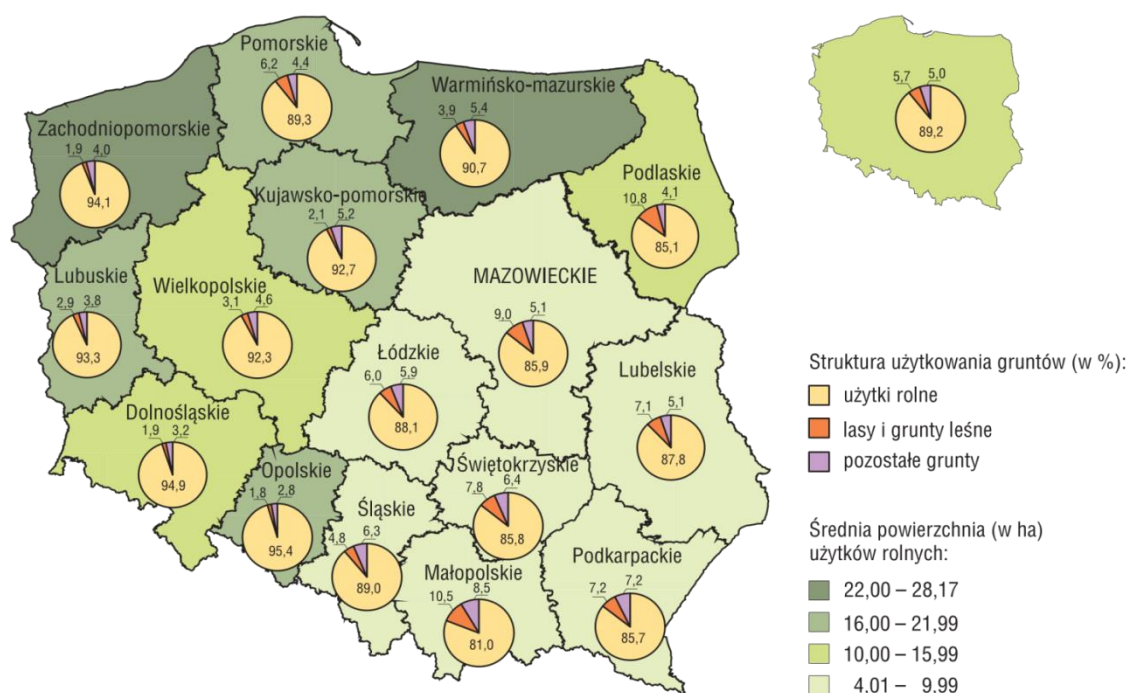 Pomorskie
6,2 4,4
89,3
Warmińsko-mazurskie
3,9 5,4
90,7
Zachodniopomorskie
1,9 4,0
94,1
Kujawsko-pomorskie
2,1 5,2
92,7
Podlaskie
10,8 4,1
85,1
Lubuskie
2,9 3,8
93,3
Wielkopolskie
3,1 4,6
92,3
MAZOWIECKIE
9,0 5,1
85,9
Łódzkie
6,0 5,9
88,1
Lubelskie
7,1 5,1
87,8
Dolnośląskie
1,9 3,2
94,9
Opolskie
1,8 2,8
95,4
Śląskie
4,8 6,3
89,0
Świętokrzyskie
7,8 6,4
85,8
Małopolskie
10,5 8,5
81,0
Podkarpackie
7,2 7,2
85,7
5,7 5,0
89,2
Struktura użytkowania gruntów (w %):
użytki rolne
lasy i grunty leśne
pozostałe grunty
Średnia powierzchnia (w ha)
użytków rolnych:
22,00 – 28,17
16,00 – 21,99
10,00 – 15,99
4,01 – 9,99